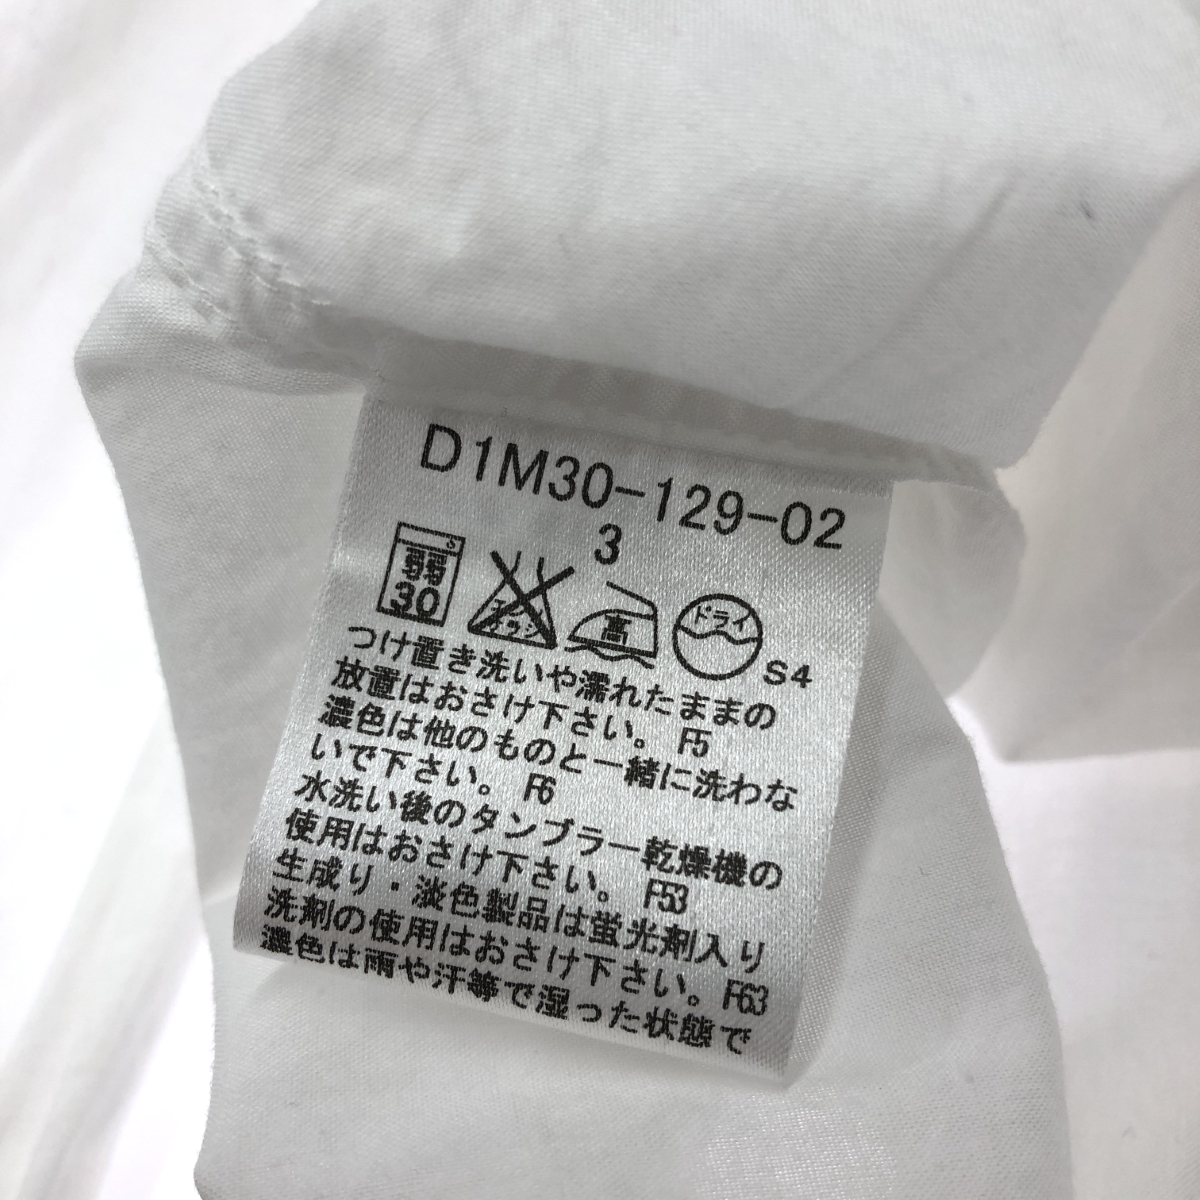 D1M30-129-02
3
弱
30
エンソ
サラシ
高
ドライ
S4
つけ置き洗いや濡れたままの
放置はおさけ下さい。 F5
濃色は他のものと一緒に洗わな
いで下さい。 F6
水洗い後のタンブラー乾燥機の
使用はおさけ下さい。 F53
生成り・淡色製品は蛍光剤入り
洗剤の使用はおさけ下さい。 F63
濃色は雨や汗等で湿った状態で